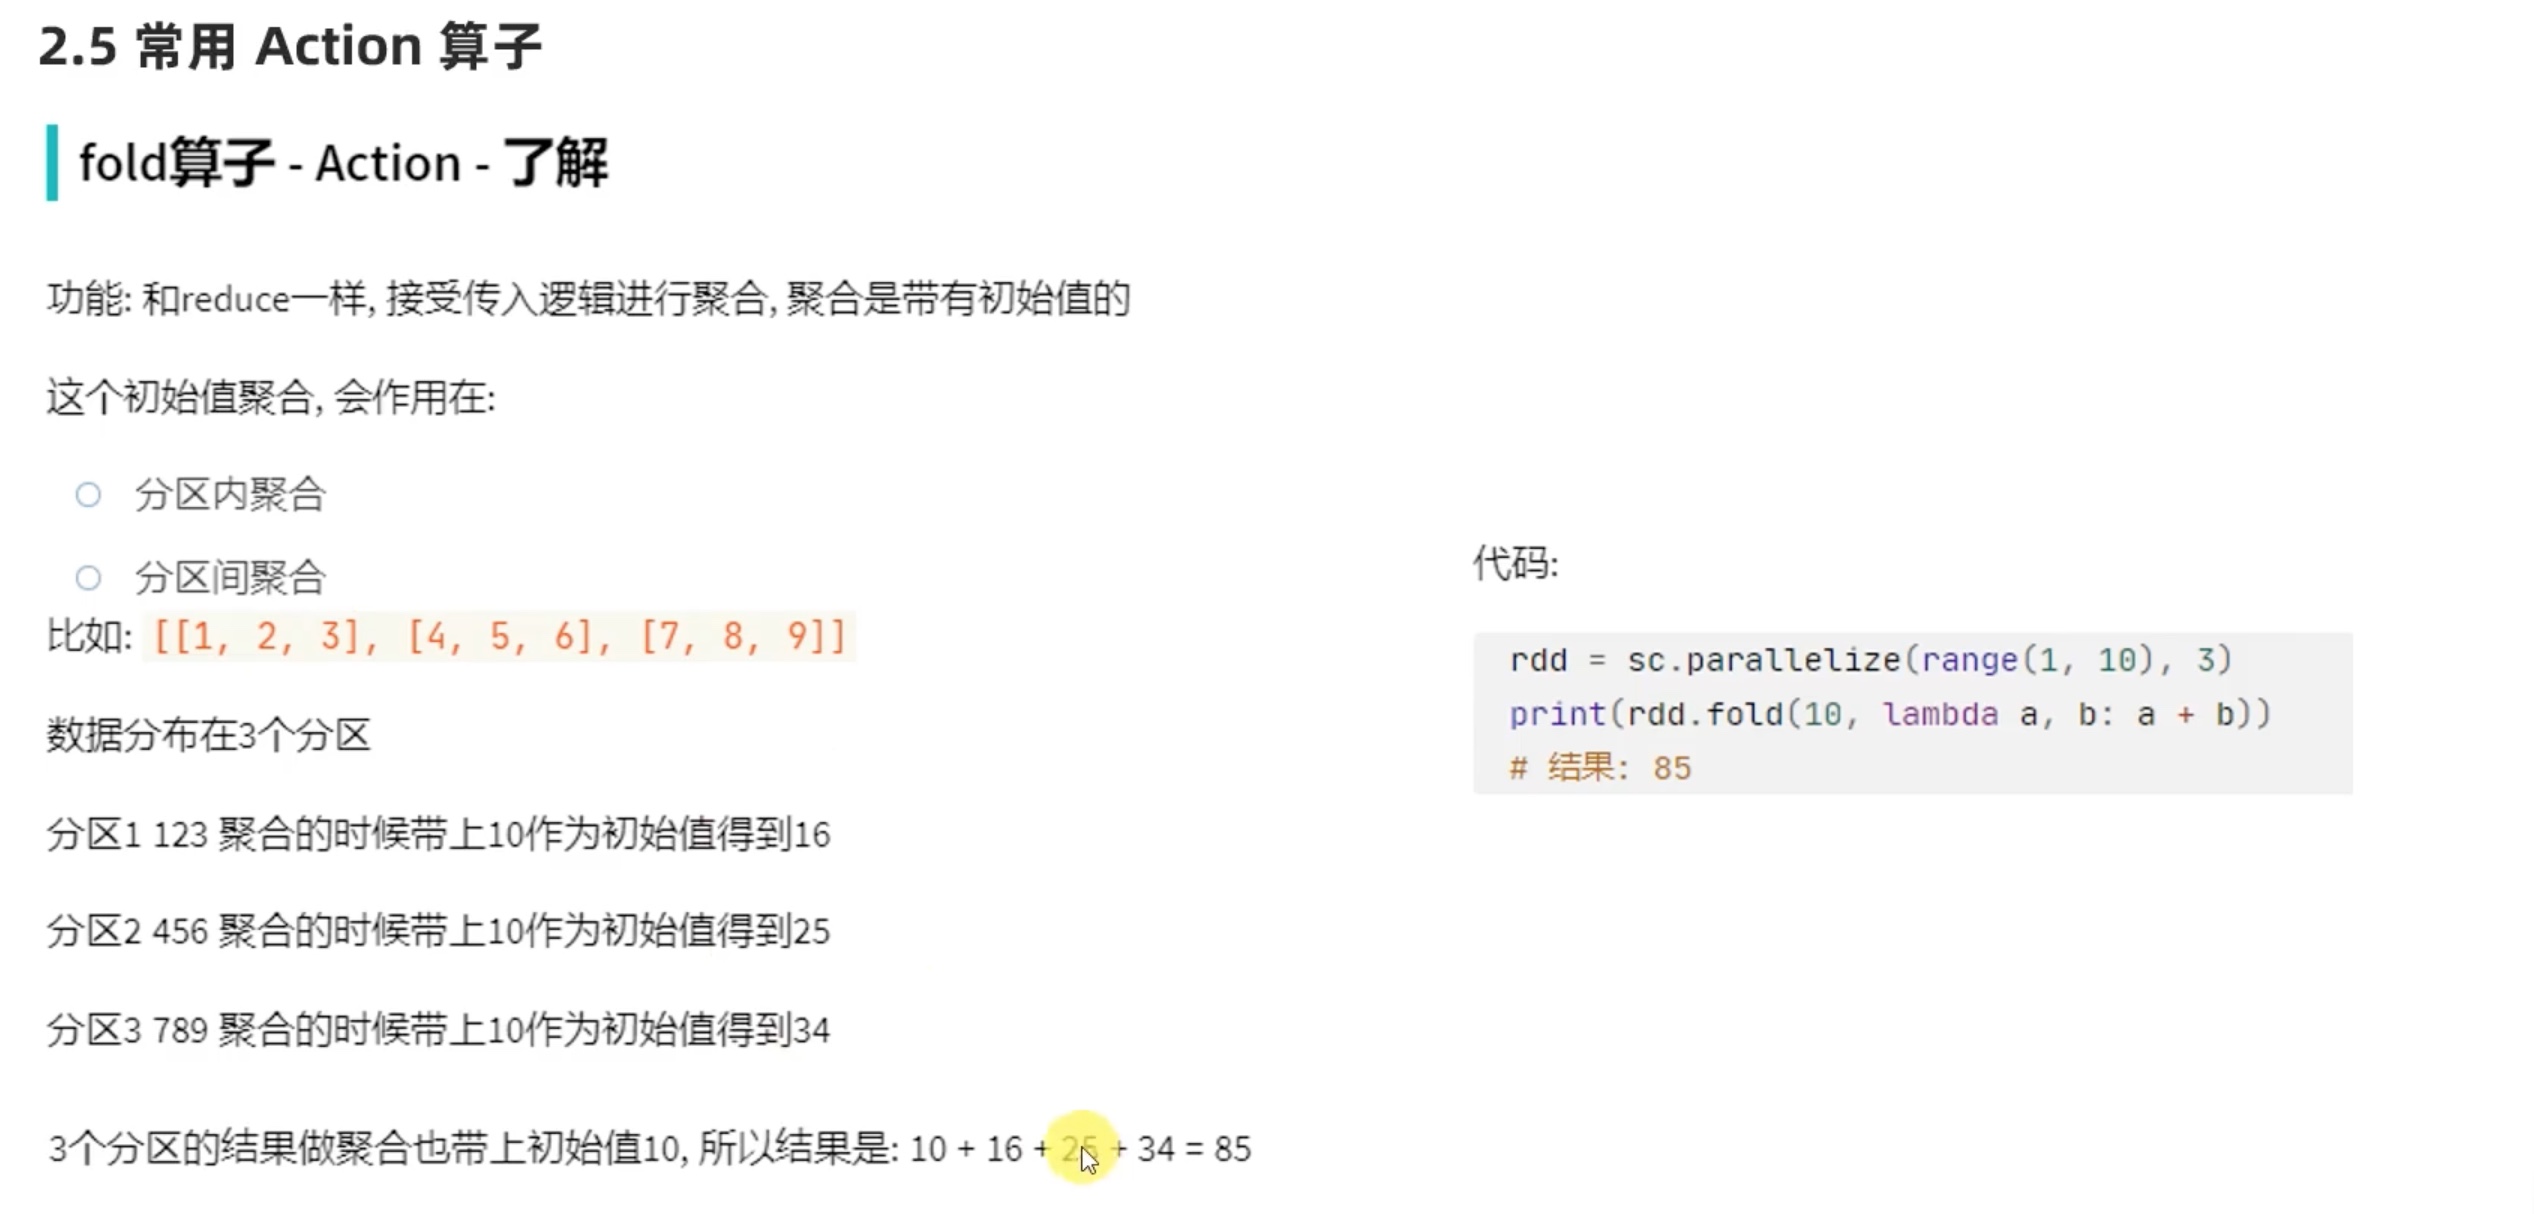 2.5 常用 Action 算子
fold算子 - Action - 了解
功能: 和reduce一样, 接受传入逻辑进行聚合, 聚合是带有初始值的
这个初始值聚合, 会作用在:
分区内聚合
分区间聚合
比如: [[1, 2, 3], [4, 5, 6], [7, 8, 9]]
数据分布在3个分区
分区1 123 聚合的时候带上10作为初始值得到16
分区2 456 聚合的时候带上10作为初始值得到25
分区3 789 聚合的时候带上10作为初始值得到34
3个分区的结果做聚合也带上初始值10, 所以结果是: 10 + 16 + 25 + 34 = 85
代码:
rdd = sc.parallelize(range(1, 10), 3)
print(rdd.fold(10, lambda a, b: a + b))
# 结果: 85